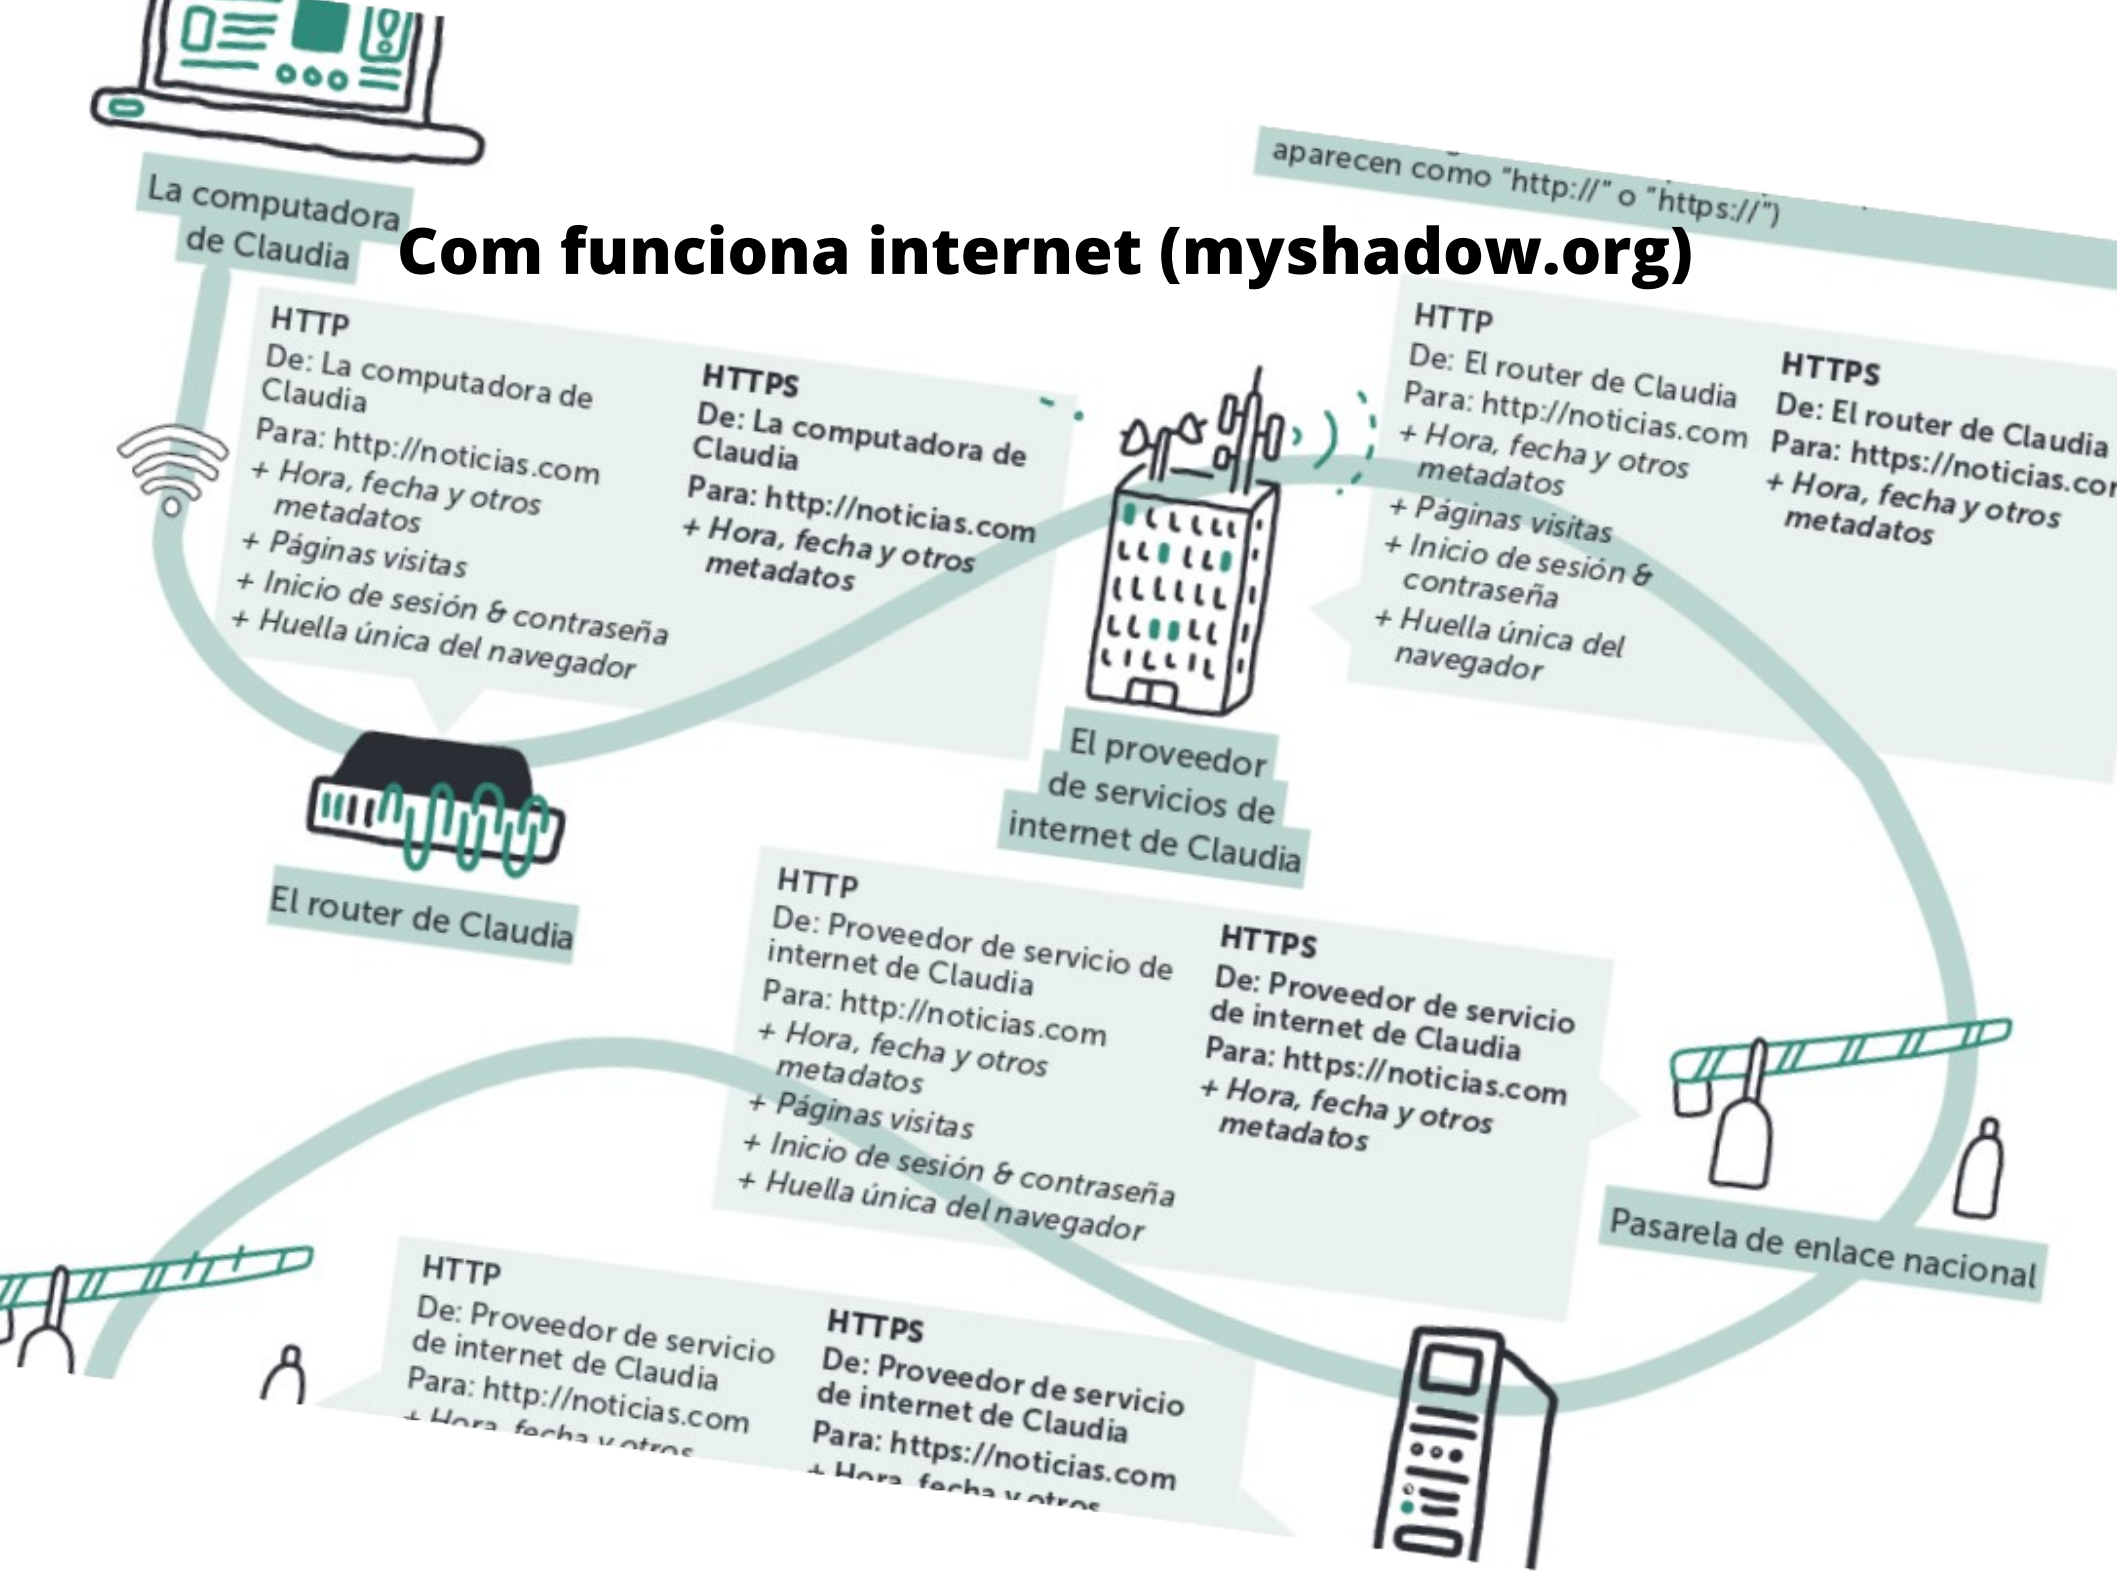 La computadora
de Claudia
aparecen como "http://" o "https://")
Com funciona internet (myshadow.org)
HTTP
De: La computadora de
Claudia
Para: http://noticias.com
+ Hora, fecha y otros
metadatos
+ Páginas visitas
+ Inicio de sesión & contraseña
+ Huella única del navegador
HTTPS
De: La computadora de
Claudia
Para: http://noticias.com
+ Hora, fecha y otros
metadatos
El router de Claudia
HTTP
De: El router de Claudia
Para: http://noticias.com
+ Hora, fecha y otros
metadatos
+ Páginas visitas
+ Inicio de sesión &
contraseña
+ Huella única del
navegador
HTTPS
De: El router de Claudia
Para: https://noticias.co
+ Hora, fecha y otros
metadatos
El proveedor
de servicios de
internet de Claudia
HTTP
De: Proveedor de servicio de
internet de Claudia
Para: http://noticias.com
+ Hora, fecha y otros
metadatos
+ Páginas visitas
+ Inicio de sesión & contraseña
+ Huella única del navegador
HTTPS
De: Proveedor de servicio
de internet de Claudia
Para: https://noticias.com
+ Hora, fecha y otros
metadatos
Pasarela de enlace nacional
HTTP
De: Proveedor de servicio
de internet de Claudia
Para: http://noticias.com
+ Hora, fecha y otros
HTTPS
De: Proveedor de servicio
de internet de Claudia
Para: https://noticias.com
+ Hora, fecha y otros